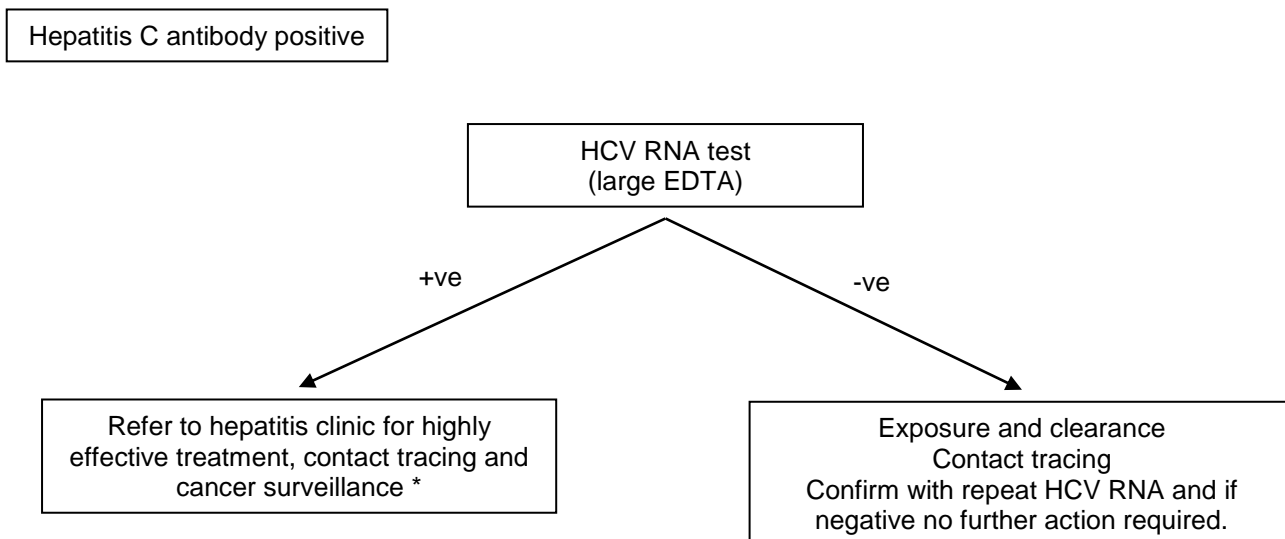 Hepatitis C antibody positive
HCV RNA test
(large EDTA)
+ve
-ve
Refer to hepatitis clinic for highly
effective treatment, contact tracing and
cancer surveillance *
Exposure and clearance
Contact tracing
Confirm with repeat HCV RNA and if
negative no further action required.